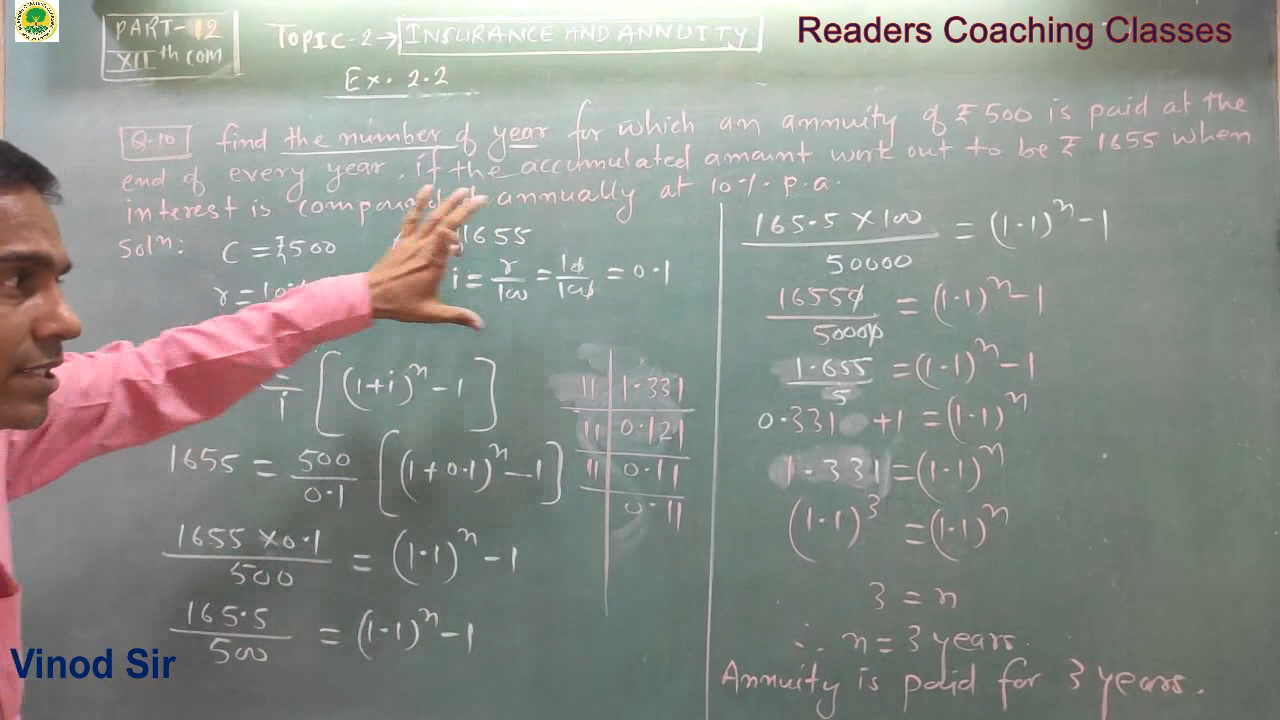 PART-12
XIIth COM
TOPIC-2→ INSURANCE AND ANNUITY
Readers Coaching Classes
Ex. 2.2
Q.10 find the number of year for which an annuity of ₹ 500 is paid at the
end of every year, if the accumulated amount work out to be ₹ 1655 when
interest is compounded annually at 10% p.a.
Solⁿ: C = ₹500 1655
r = 10 i = r/100 = 10/100 = 0.1
i [(1+i)ⁿ - 1]
1655 = 500/0.1 [(1+0.1)ⁿ - 1]
1655 × 0.1/500 = (1.1)ⁿ - 1
165.5/500 = (1.1)ⁿ - 1
11 | 1.331
11 | 0.121
11 | 0.11
0.11
165.5 × 100/50000 = (1.1)ⁿ - 1
16550/50000 = (1.1)ⁿ - 1
1.655/5 = (1.1)ⁿ - 1
0.331 + 1 = (1.1)ⁿ
1.331 = (1.1)ⁿ
(1.1)³ = (1.1)ⁿ
3 = n
∴ n = 3 years.
Annuity is paid for 3 years.
Vinod Sir